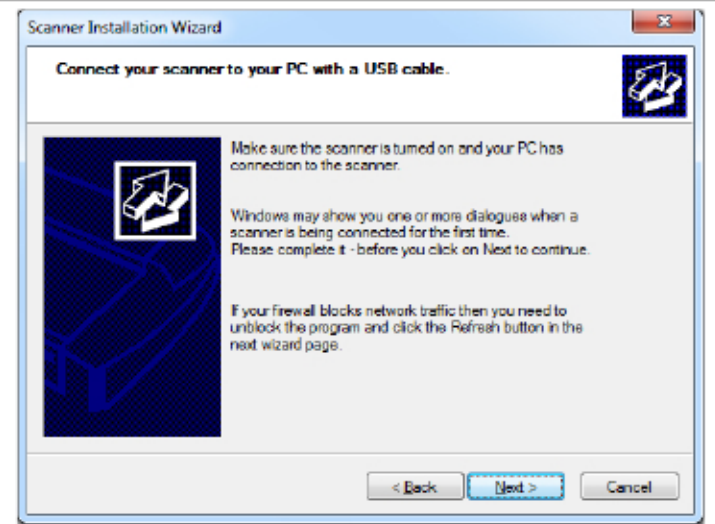 Scanner Installation Wizard
Connect your scanner to your PC with a USB cable.
Make sure the scanner is turned on and your PC has
connection to the scanner.
Windows may show you one or more dialogues when a
scanner is being connected for the first time.
Please complete it - before you click on Next to continue.
If your firewall blocks network traffic then you need to
unblock the program and click the Refresh button in the
next wizard page.
< Back
Next >
Cancel